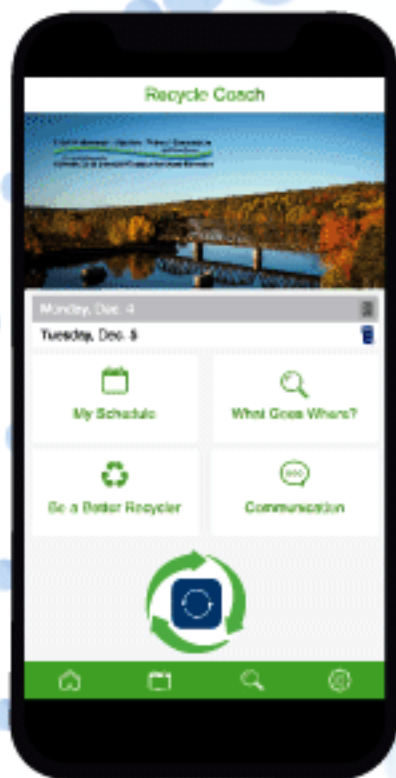 Recycle Coach
Monday, Dec. 4
Tuesday, Dec. 5
My Schedule
What Goes Where?
Be a Better Recycler
Communication